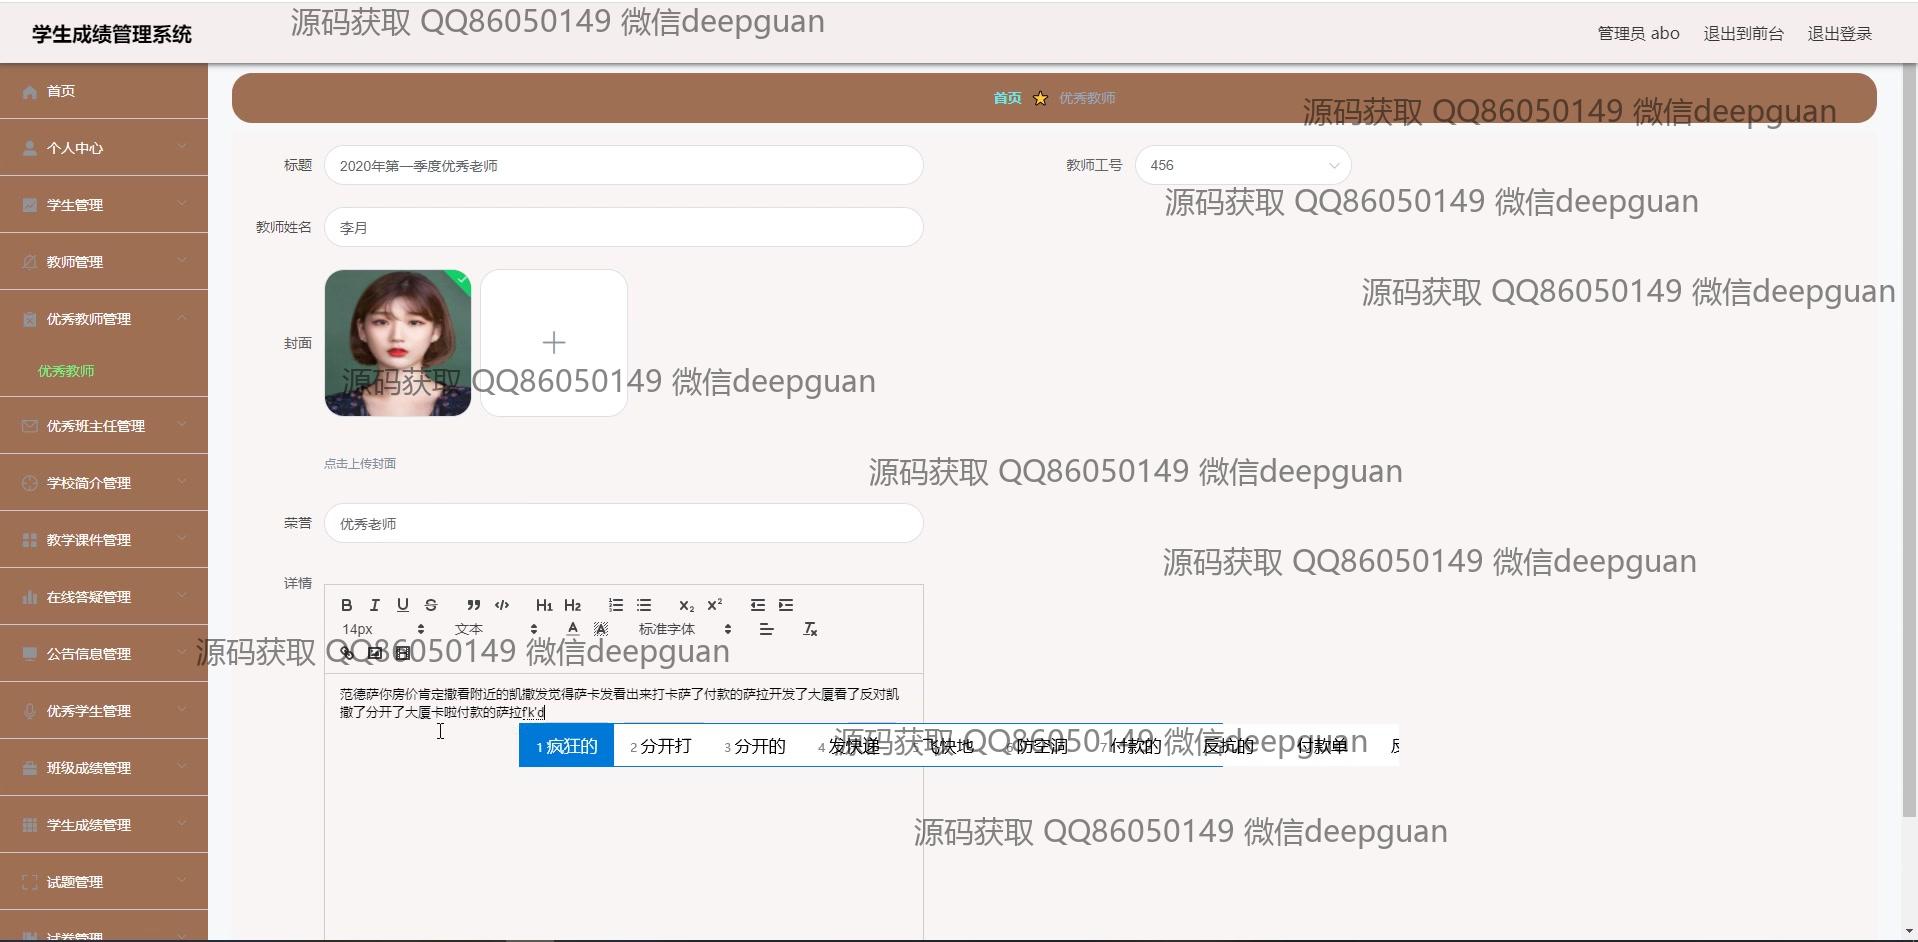 学生成绩管理系统
源码获取 QQ86050149 微信deepguan
管理员 abo 退出到前台 退出登录
首页
个人中心
学生管理
教师管理
优秀教师管理
优秀教师
优秀班主任管理
学校简介管理
教学课件管理
在线答疑管理
公告信息管理
优秀学生管理
班级成绩管理
学生成绩管理
试题管理
试卷管理
首页 优秀教师
源码获取 QQ86050149 微信deepguan
标题 2020年第一季度优秀老师
教师工号 456
源码获取 QQ86050149 微信deepguan
教师姓名 李月
源码获取 QQ86050149 微信deepguan
封面
源码获取 QQ86050149 微信deepguan
点击上传封面
源码获取 QQ86050149 微信deepguan
荣誉 优秀老师
源码获取 QQ86050149 微信deepguan
详情
B I U S H1 H2 X2 X2
14px 文本 A A 标准字体 Tx
源码获取 QQ86050149 微信deepguan
范德萨你房价肯定撒看附近的凯撒发觉得萨卡发看出来打卡萨了付款的萨拉开发了大厦看了反对凯
撒了分开了大厦卡啦付款的萨拉fk'd
1 疯狂的 2 分开打 3 分开的 4 发快递 5 飞快地 6 防空洞 7 付款的 反抗的 付款单
源码获取 QQ86050149 微信deepguan
源码获取 QQ86050149 微信deepguan